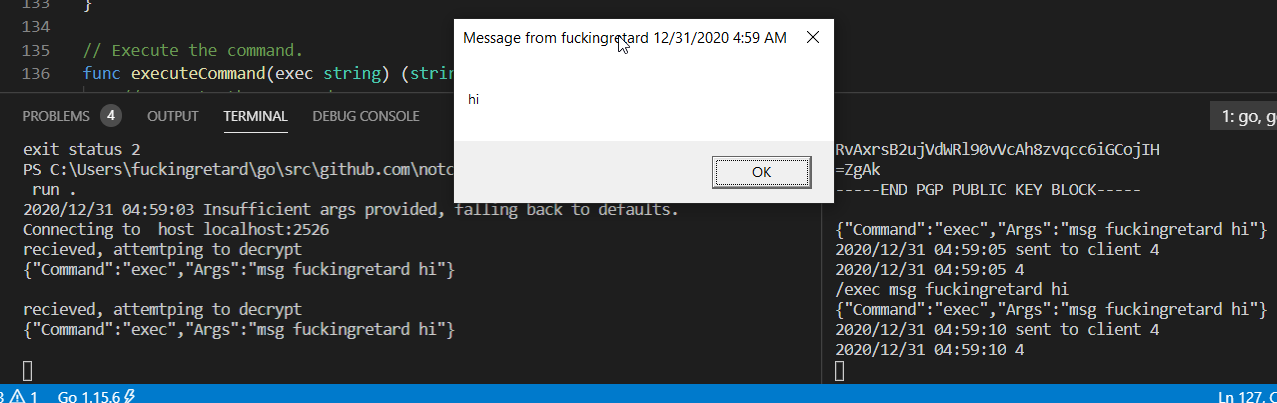 133 }
134
135 // Execute the command.
136 func executeCommand(exec string) (strin
Message from fuckingretard 12/31/2020 4:59 AM
hi
OK
PROBLEMS 4 OUTPUT TERMINAL DEBUG CONSOLE
1: go, g
exit status 2
PS C:\Users\fuckingretard\go\src\github.com\notc
run .
2020/12/31 04:59:03 Insufficient args provided, falling back to defaults.
Connecting to host localhost:2526
recieved, attemtping to decrypt
{"Command":"exec","Args":"msg fuckingretard hi"}
recieved, attemtping to decrypt
{"Command":"exec","Args":"msg fuckingretard hi"}
RvAxrsB2ujVdWRl90vVcAh8zvqcc6iGCojIH
=ZgAk
-----END PGP PUBLIC KEY BLOCK-----
{"Command":"exec","Args":"msg fuckingretard hi"}
2020/12/31 04:59:05 sent to client 4
2020/12/31 04:59:05 4
/exec msg fuckingretard hi
{"Command":"exec","Args":"msg fuckingretard hi"}
2020/12/31 04:59:10 sent to client 4
2020/12/31 04:59:10 4
1 Go 1.15.6
Ln 127, C